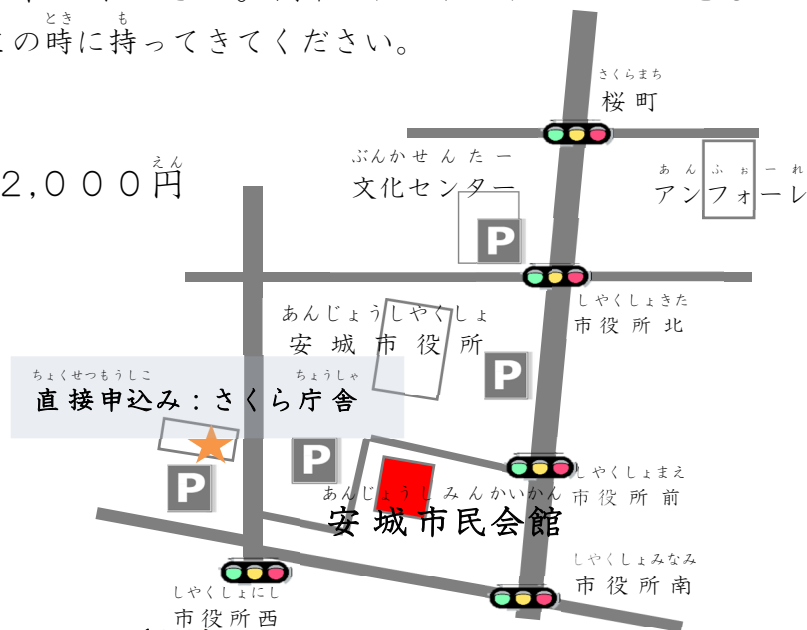 とき も
の時に持ってきてください。
さくらまち
桜町
ぶんかせんたー
文化センター
あんふぉーれ
アンフォーレ
えん
2,000円
P
しやくしょきた
市役所北
あんじょうしやくしょ
安城市役所
P
ちょくせつもうしこ ちょうしゃ
直接申込み：さくら庁舎
P
P
しやくしょまえ
市役所前
あんじょうしみんかいかん
安城市民会館
しやくしょみなみ
市役所南
しやくしょにし
市役所西